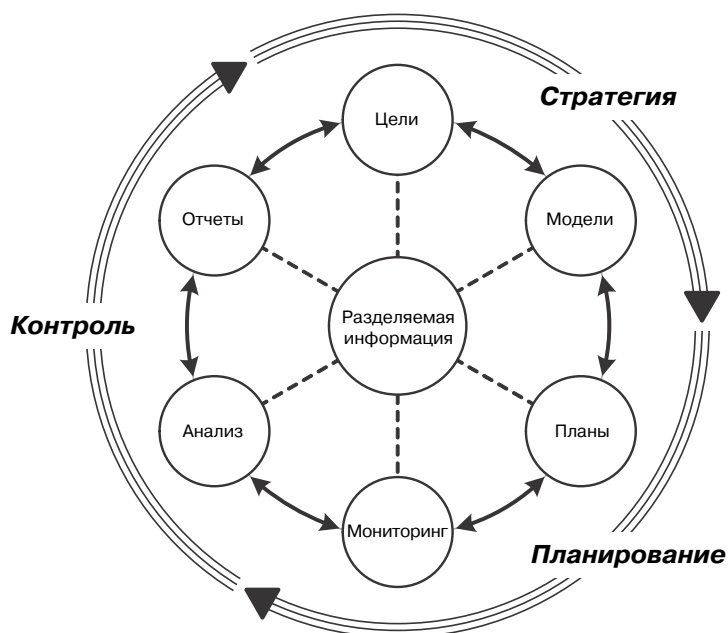 Стратегия
Цели
Отчеты
Модели
Контроль
Разделяемая
информация
Анализ
Планы
Мониторинг
Планирование